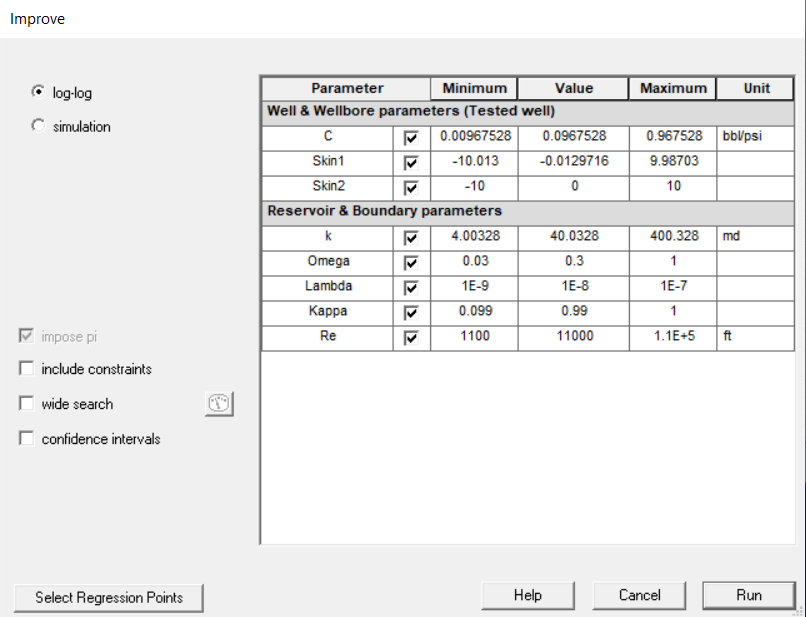 Improve
log-log
simulation
Parameter Minimum Value Maximum Unit
Well & Wellbore parameters (Tested well)
C 0.00967528 0.0967528 0.967528 bbl/psi
Skin1 -10.013 -0.0129716 9.98703
Skin2 -10 0 10
Reservoir & Boundary parameters
k 4.00328 40.0328 400.328 md
Omega 0.03 0.3 1
Lambda 1E-9 1E-8 1E-7
Kappa 0.099 0.99 1
Re 1100 11000 1.1E+5 ft
impose pi
include constraints
wide search
confidence intervals
Select Regression Points
Help
Cancel
Run